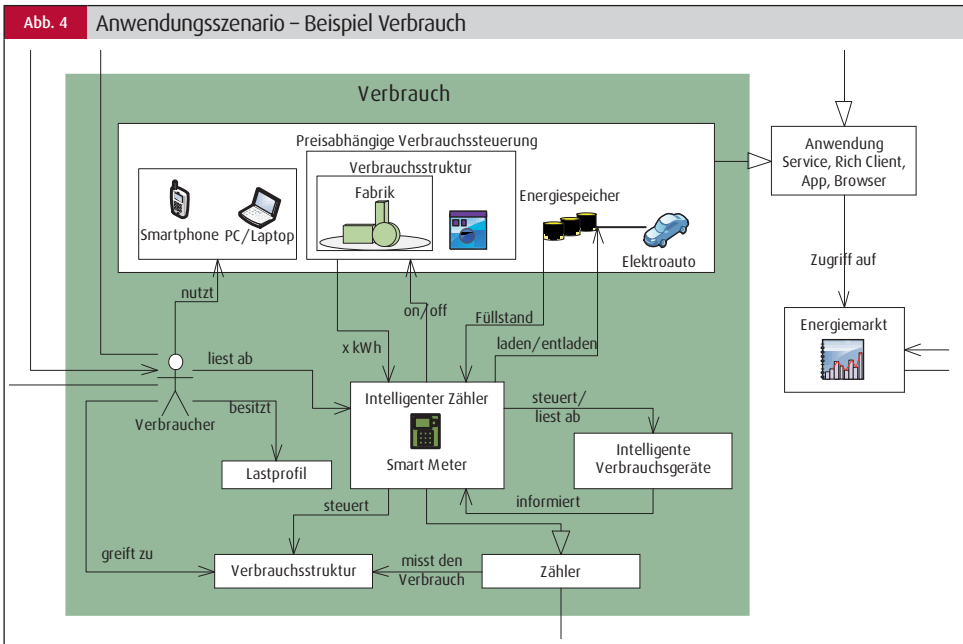 Abb. 4
Anwendungsszenario – Beispiel Verbrauch
Verbrauch
Preisabhängige Verbrauchssteuerung
Verbrauchsstruktur
Fabrik
Smartphone
PC/Laptop
Energiespeicher
Elektroauto
Anwendung
Service, Rich Client,
App, Browser
nutzt
on/off
Füllstand
laden/entladen
x kWh
Zugriff auf
Energiemarkt
liest ab
Verbraucher
besitzt
Intelligenter Zähler
Smart Meter
steuert/
liest ab
Intelligente
Verbrauchsgeräte
Lastprofil
informiert
steuert
greift zu
Verbrauchsstruktur
misst den
Verbrauch
Zähler